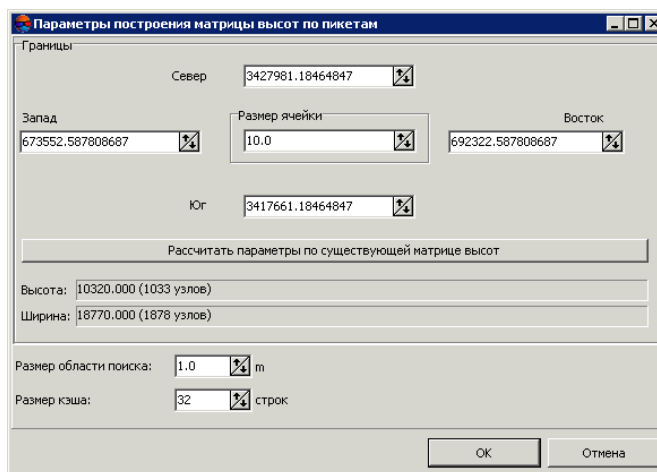 Параметры построения матрицы высот по пикетам
Границы
Север 3427981.18464847
Запад Размер ячейки Восток
673552.587808687 10.0 692322.587808687
Юг 3417661.18464847
Рассчитать параметры по существующей матрице высот
Высота: 10320.000 (1033 узлов)
Ширина: 18770.000 (1878 узлов)
Размер области поиска: 1.0 m
Размер кэша: 32 строк
OK Отмена